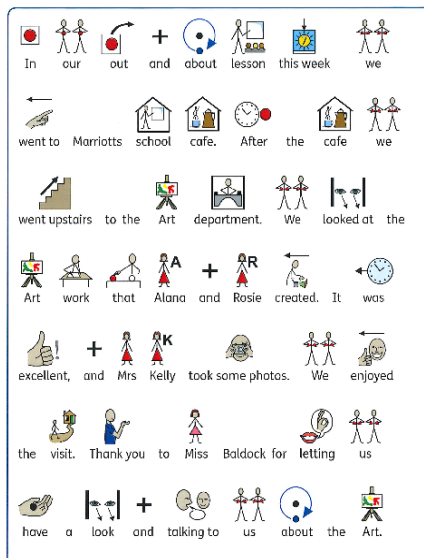 In our out and about lesson this week we
went to Marriotts school cafe. After the cafe we
went upstairs to the Art department. We looked at the
Art work that Alana and Rosie created. It was
excellent, and Mrs Kelly took some photos. We enjoyed
the visit. Thank you to Miss Baldock for letting us
have a look and talking to us about the Art.
A R
K